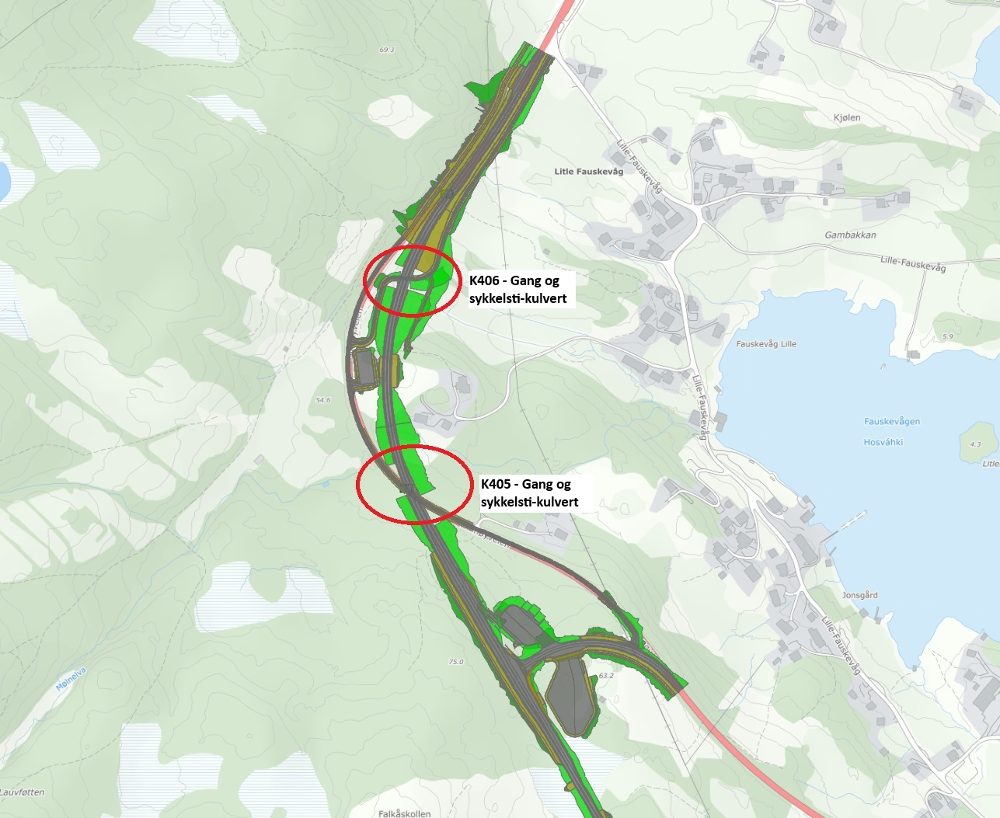 69.3
Kjølen
Lille-Fauskevåg
Litle Fauskevåg
Gambakkan
Lille-Fauskevåg
K406 - Gang og
sykkelsti-kulvert
5.9
Fauskevåg Lille
54.6
Lille-Fauskevåg
Fauskevågen
Hosváhki
4.3
K405 - Gang og
sykkelsti-kulvert
Jonsgård
Lille-Fauskevåg
75.0
63.2
Mølnelva
Lauvføtten
Falkåskollen